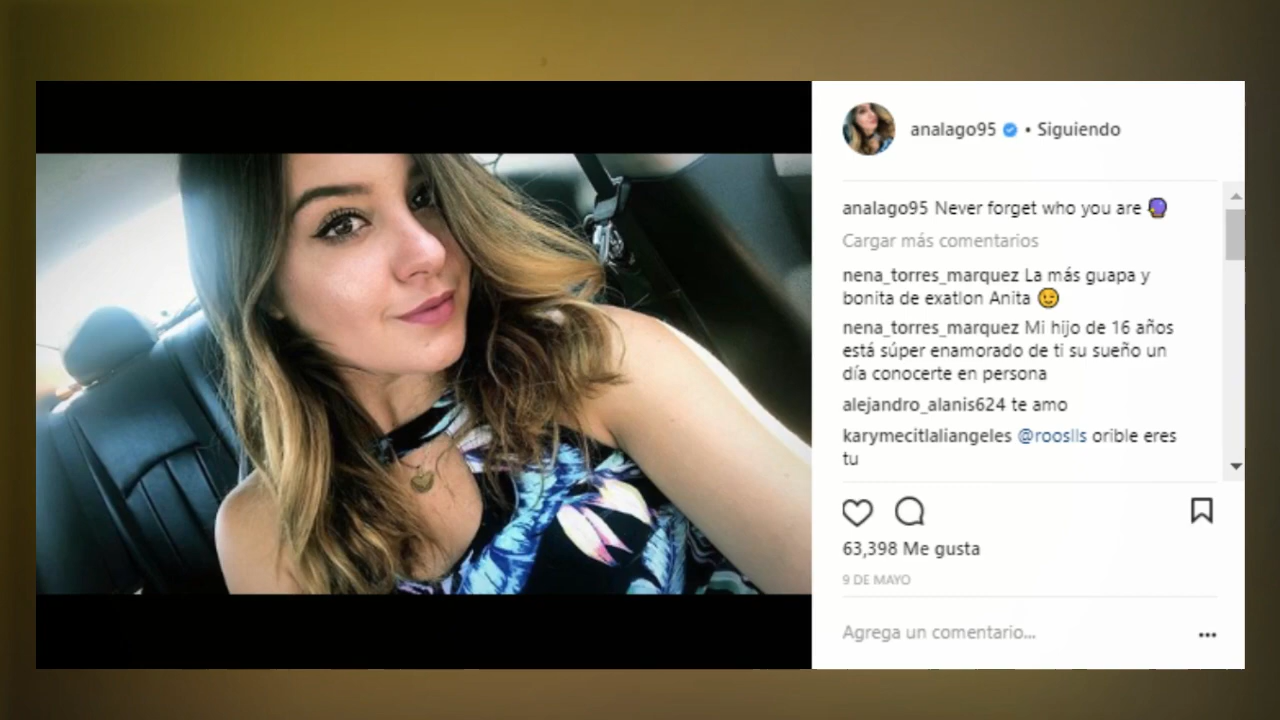 analago95 • Siguiendo
analago95 Never forget who you are 🔮
Cargar más comentarios
nena_torres_marquez La más guapa y
bonita de exatlon Anita 😉
nena_torres_marquez Mi hijo de 16 años
está súper enamorado de ti su sueño un
día conocerte en persona
alejandro_alanis624 te amo
karymecitlaliangeles @rooslls orible eres
tu
63,398 Me gusta
9 DE MAYO
Agrega un comentario...